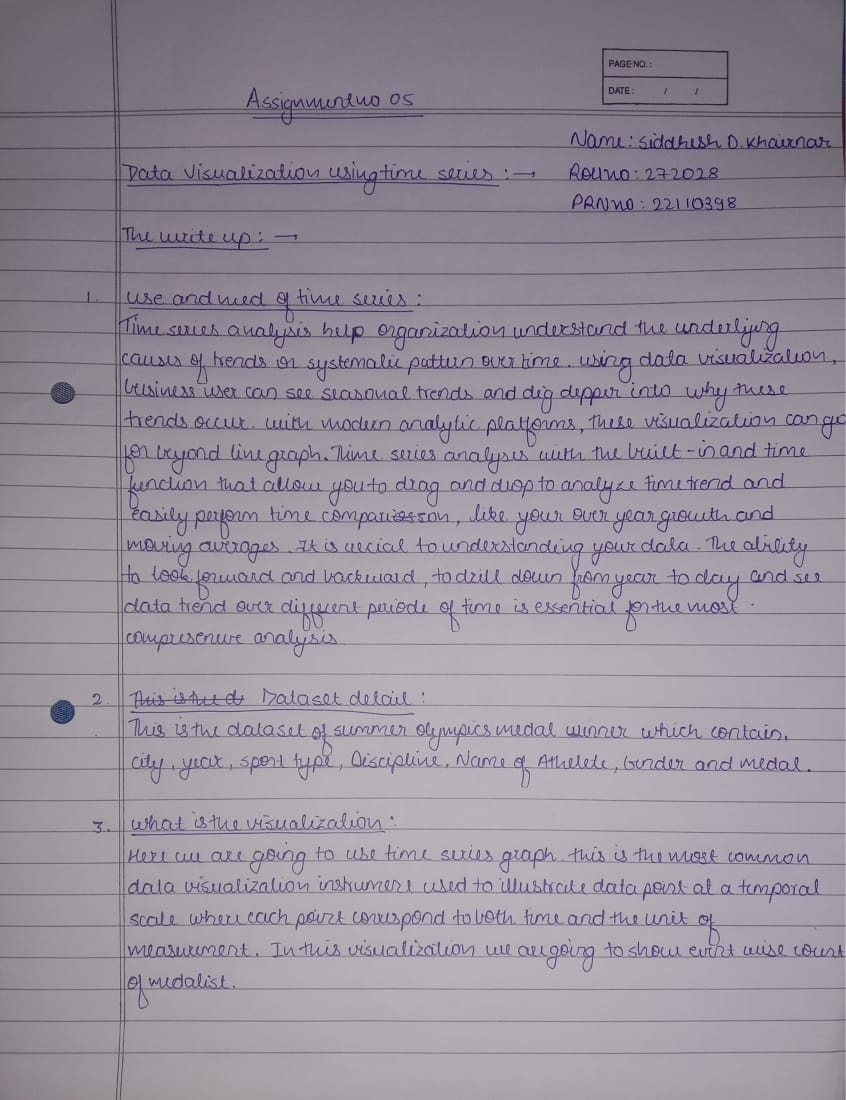 PAGE NO. :
DATE : / /
Assignment no 05
Name : Siddhesh D. Khairnar
Data Visualization using time series : →
Roll no : 272028
PRN no : 22110398
The write up : →
1. Use and need of time series :
Time series analysis help organization understand the underlying
causes of trends or systematic pattern over time. using data visualization,
business user can see seasonal trends and dig depper into why these
trends occur. with modern analytic platforms, these visualization can go
far beyond line graph. Time series analysis with the built-in and time
function that allow you to drag and drop to analyze time trend and
easily perform time comparission, like your over year growth and
moving averages. It is crecial to understanding your data. The ability
to look forward and backward, to drill down from year to day and see
data trend over different periode of time is essential for the most
compresenive analysis
2. This is the d Dataset detail :
This is the dataset of summer olympics medal winner which contain,
city, year, sport type, Discipline, Name of Athelete, Gender and medal.
3. what is the visualization :
Here we are going to use time series graph. this is the most common
data visualization instrument used to illustrate data point at a temporal
scale where each point correspond to both time and the unit of
measurement. In this visualization we are going to show event wise count
of medalist.